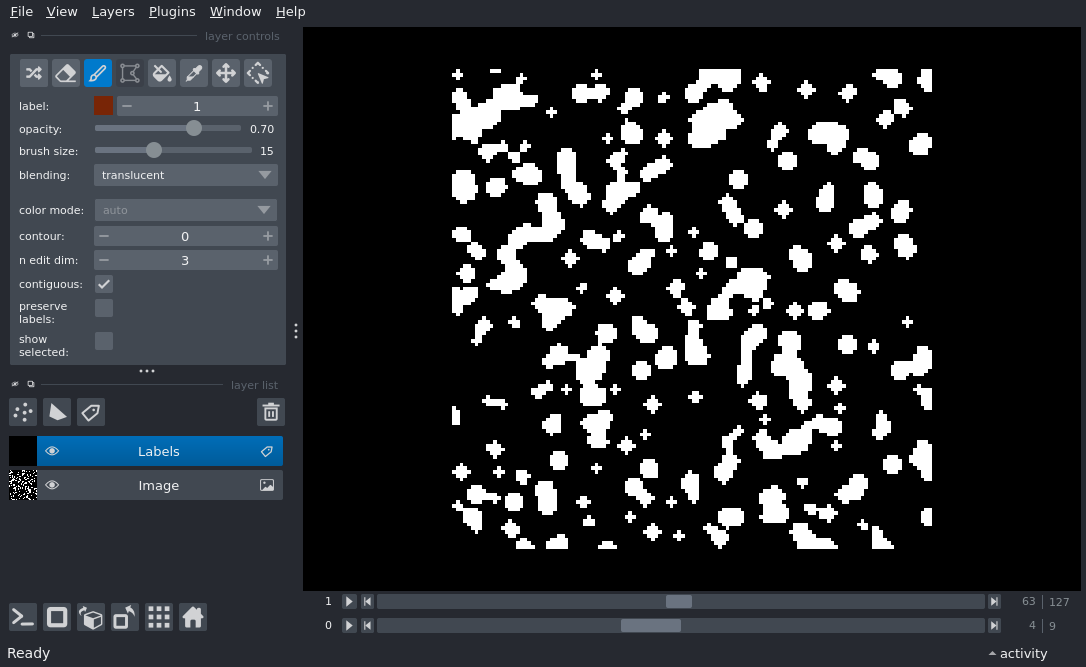 File View Layers Plugins Window Help
layer controls
label: 1
opacity: 0.70
brush size: 15
blending: translucent
color mode: auto
contour: 0
n edit dim: 3
contiguous:
preserve
labels:
show
selected:
layer list
Labels
Image
1 63 127
0 4 9
Ready activity